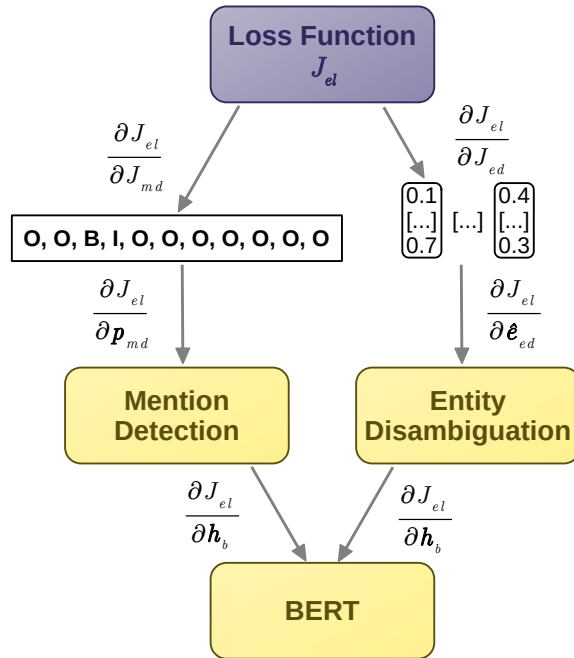 Loss Function
J_el
∂J_el ∂J_el
∂J_md ∂J_ed
0.1 0.4
[...] [...] [...]
0.7 0.3
O, O, B, I, O, O, O, O, O, O, O
∂J_el ∂J_el
∂p_md ∂ê_ed
Mention Entity
Detection Disambiguation
∂J_el ∂J_el
∂h_b ∂h_b
BERT